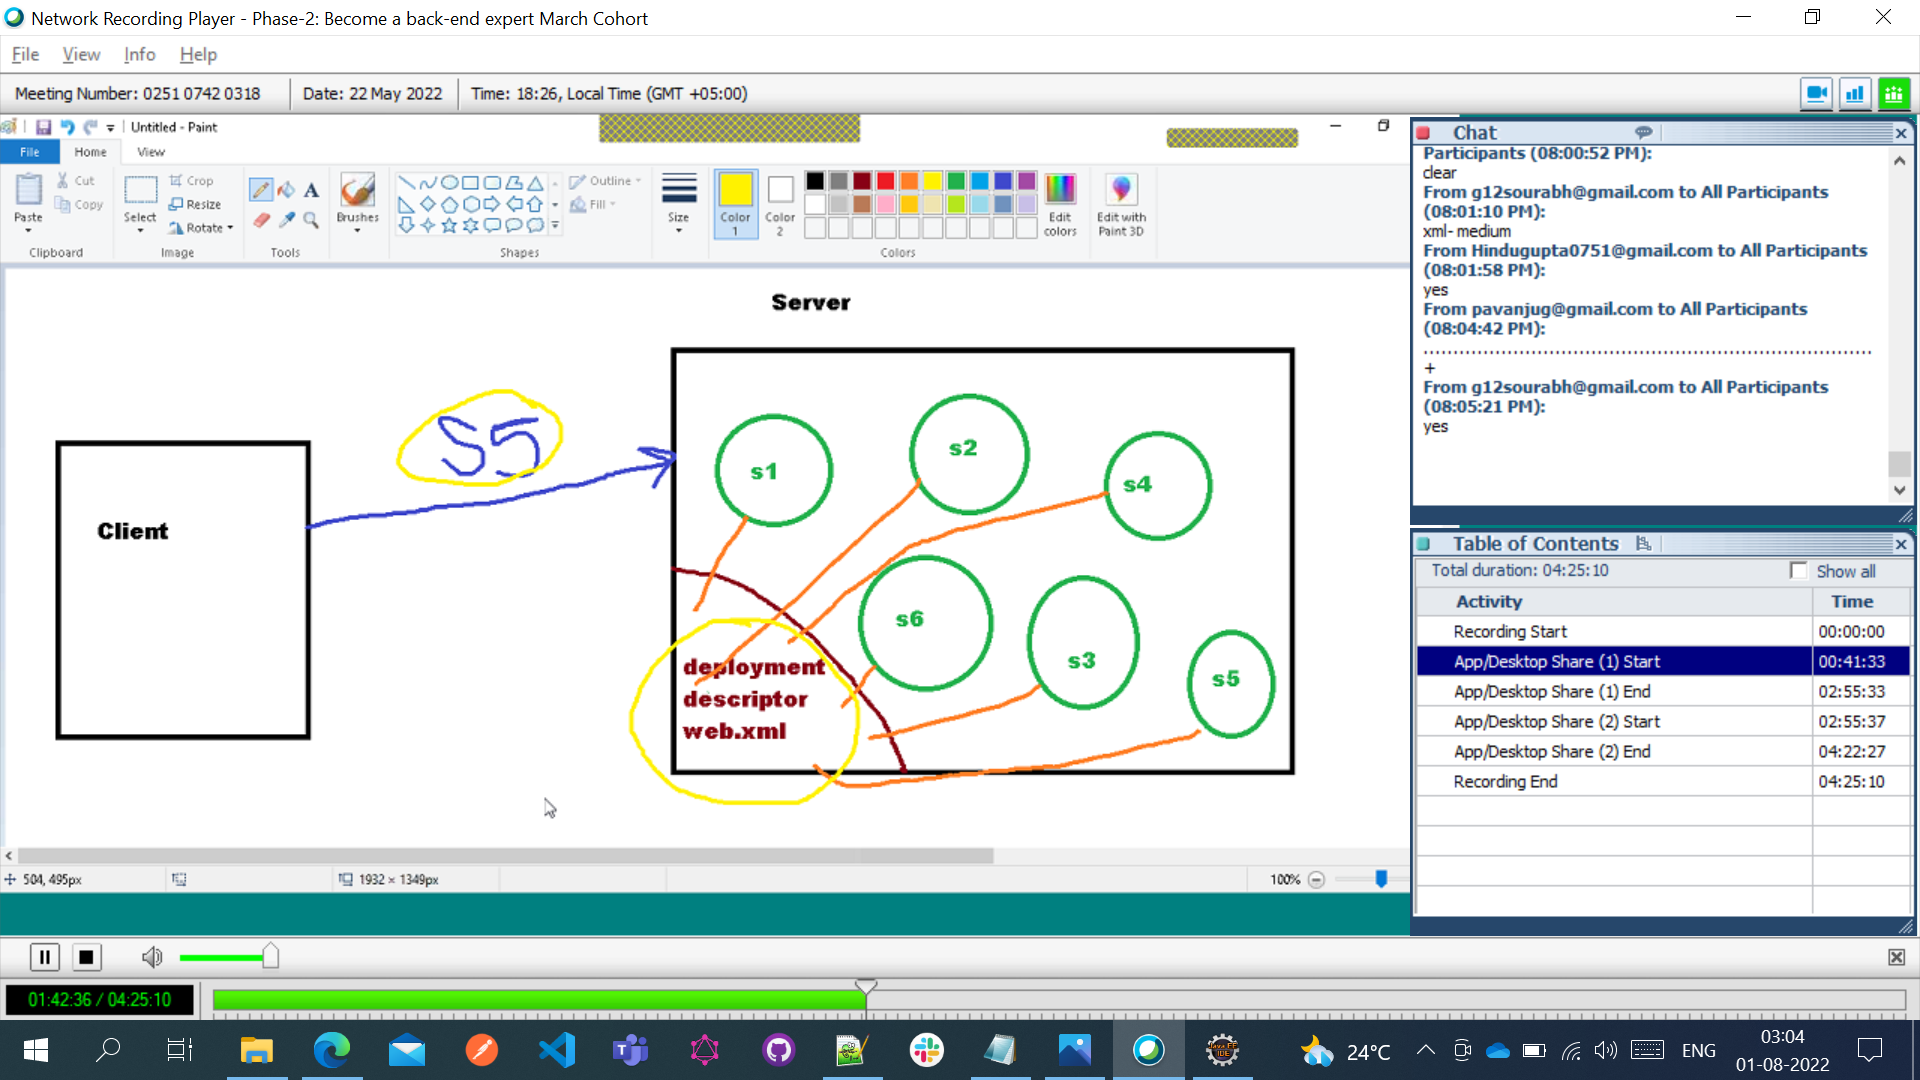 Network Recording Player - Phase-2: Become a back-end expert March Cohort
File View Info Help
Meeting Number: 0251 0742 0318 Date: 22 May 2022 Time: 18:26, Local Time (GMT +05:00)
Untitled - Paint
File Home View
Paste
Cut
Copy
Clipboard
Select
Crop
Resize
Rotate
Image
A
Tools
Brushes
Outline
Fill
Shapes
Size
Color 1
Color 2
Edit colors
Colors
Edit with Paint 3D
Server
S5
Client
s1
s2
s4
s6
s3
s5
deployment
descriptor
web.xml
504, 495px
1932 × 1349px
100%
Chat
Participants (08:00:52 PM):
clear
From g12sourabh@gmail.com to All Participants
(08:01:10 PM):
xml- medium
From Hindugupta0751@gmail.com to All Participants
(08:01:58 PM):
yes
From pavanjug@gmail.com to All Participants
(08:04:42 PM):
...........................................................................
+
From g12sourabh@gmail.com to All Participants
(08:05:21 PM):
yes
Table of Contents
Total duration: 04:25:10 Show all
Activity Time
Recording Start 00:00:00
App/Desktop Share (1) Start 00:41:33
App/Desktop Share (1) End 02:55:33
App/Desktop Share (2) Start 02:55:37
App/Desktop Share (2) End 04:22:27
Recording End 04:25:10
01:42:36 / 04:25:10
24°C
ENG
03:04
01-08-2022